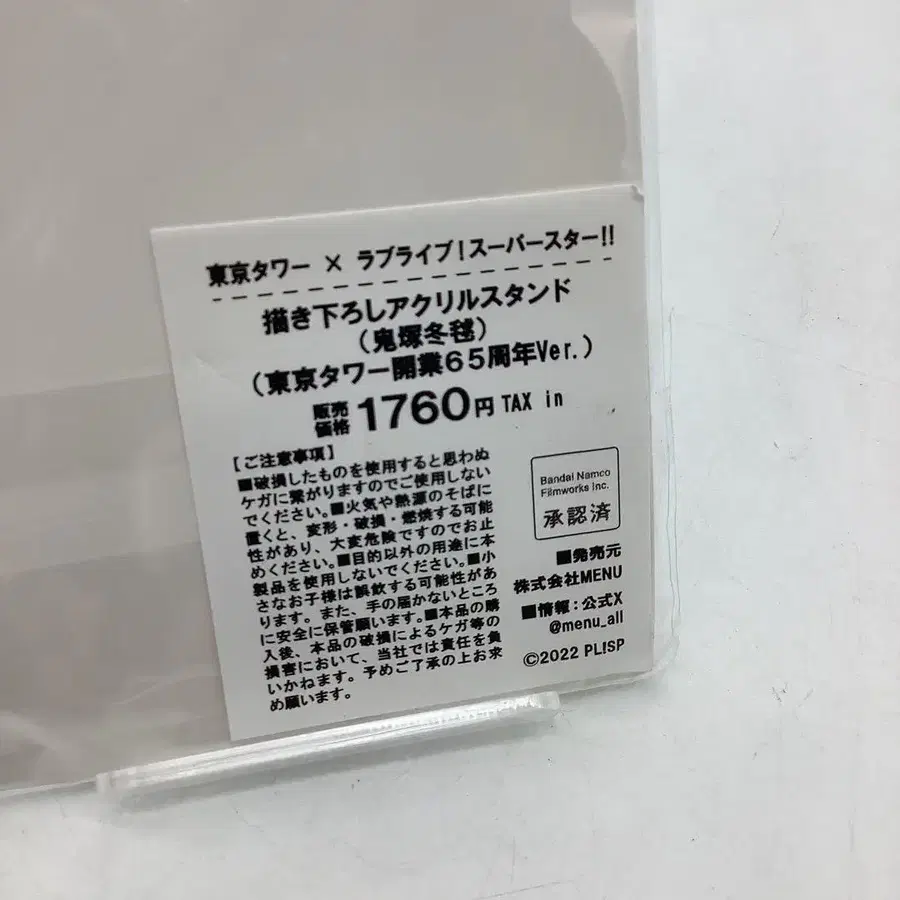 東京タワー × ラブライブ!スーパースター!!
描き下ろしアクリルスタンド
(鬼塚冬毬)
(東京タワー開業65周年Ver.)
販売価格 1760円 TAX in
【ご注意事項】
■破損したものを使用すると思わぬ
ケガに繋がりますのでご使用しない
でください。■火気や熱源のそばに
置くと、変形・破損・燃焼する可能
性があり、大変危険ですのでお止
めください。■目的以外の用途に本
製品を使用しないでください。■小
さなお子様は誤飲する可能性があ
ります。また、手の届かないところ
に安全に保管願います。■本品の購
入後、本品の破損によるケガ等の
損害において、当社では責任を負
いかねます。予めご了承の上お求
め願います。
Bandai Namco
Filmworks Inc.
承認済
■発売元
株式会社MENU
■情報:公式X
@menu_all
©2022 PL!SP